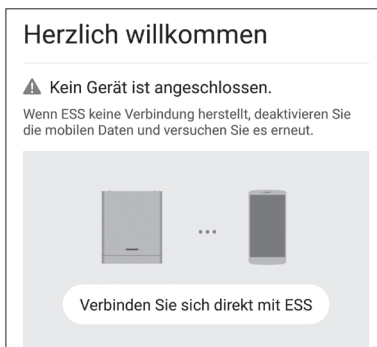 Herzlich willkommen
Kein Gerät ist angeschlossen.
Wenn ESS keine Verbindung herstellt, deaktivieren Sie
die mobilen Daten und versuchen Sie es erneut.
Verbinden Sie sich direkt mit ESS